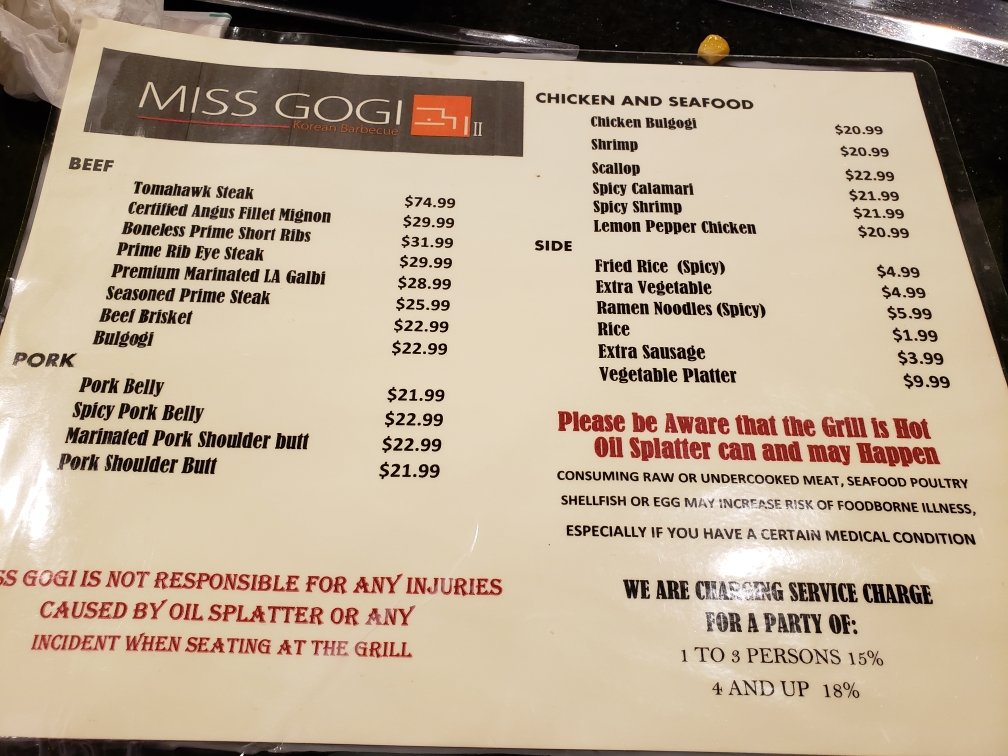 MISS GOGI
Korean Barbecue
II
BEEF
Tomahawk Steak $74.99
Certified Angus Fillet Mignon $29.99
Boneless Prime Short Ribs $31.99
Prime Rib Eye Steak $29.99
Premium Marinated LA Galbi $28.99
Seasoned Prime Steak $25.99
Beef Brisket $22.99
Bulgogi $22.99
PORK
Pork Belly $21.99
Spicy Pork Belly $22.99
Marinated Pork Shoulder butt $22.99
Pork Shoulder Butt $21.99
SS GOGI IS NOT RESPONSIBLE FOR ANY INJURIES
CAUSED BY OIL SPLATTER OR ANY
INCIDENT WHEN SEATING AT THE GRILL
CHICKEN AND SEAFOOD
Chicken Bulgogi $20.99
Shrimp $20.99
Scallop $22.99
Spicy Calamari $21.99
Spicy Shrimp $21.99
Lemon Pepper Chicken $20.99
SIDE
Fried Rice (Spicy) $4.99
Extra Vegetable $4.99
Ramen Noodles (Spicy) $5.99
Rice $1.99
Extra Sausage $3.99
Vegetable Platter $9.99
Please be Aware that the Grill is Hot
Oil Splatter can and may Happen
CONSUMING RAW OR UNDERCOOKED MEAT, SEAFOOD POULTRY
SHELLFISH OR EGG MAY INCREASE RISK OF FOODBORNE ILLNESS,
ESPECIALLY IF YOU HAVE A CERTAIN MEDICAL CONDITION
WE ARE CHARGING SERVICE CHARGE
FOR A PARTY OF:
1 TO 3 PERSONS 15%
4 AND UP 18%